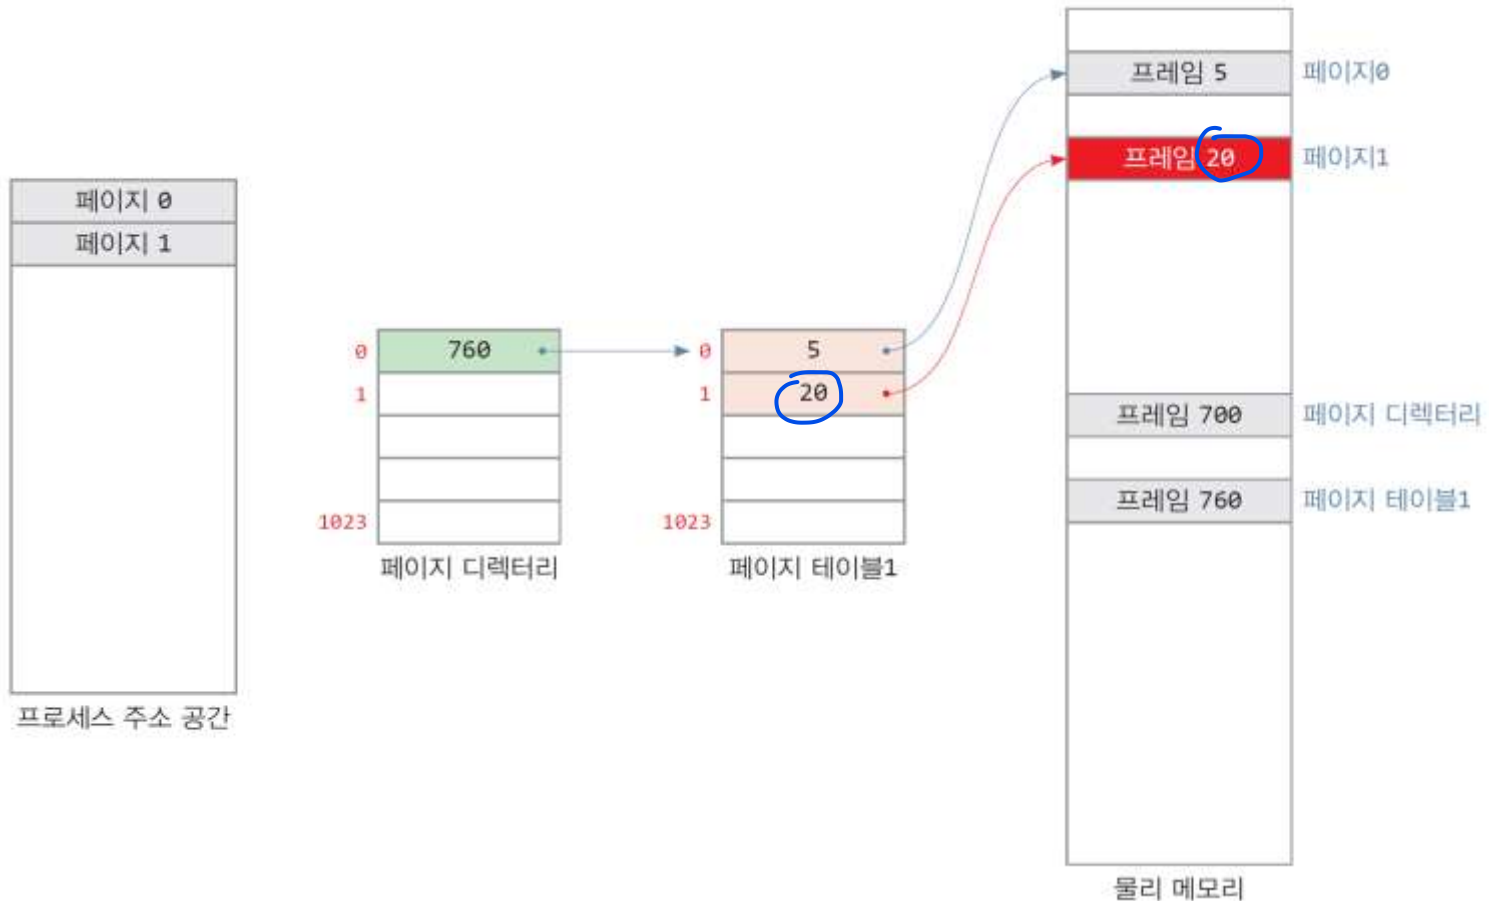 페이지 0
페이지 1
프로세스 주소 공간
0
760
1
1023
페이지 디렉터리
0
5
1
20
1023
페이지 테이블1
프레임 5
페이지0
프레임 20
페이지1
프레임 700
페이지 디렉터리
프레임 760
페이지 테이블1
물리 메모리